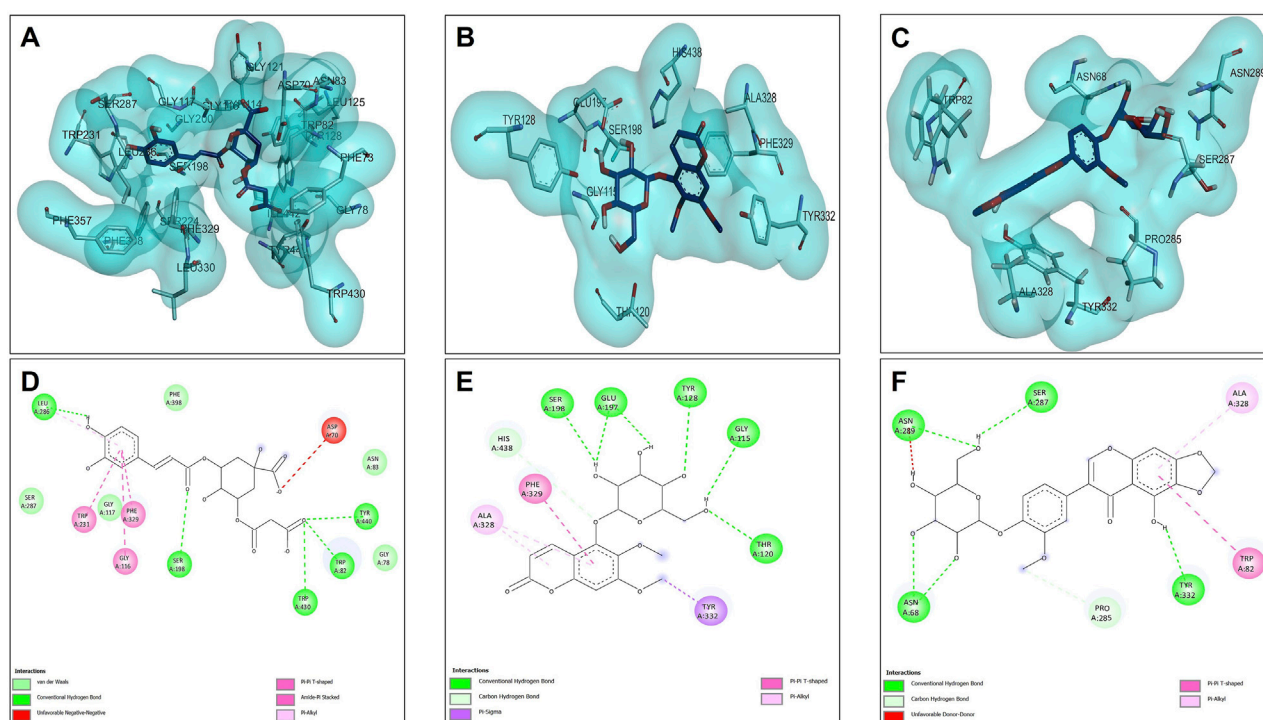 A
GLY121
ASP70
ASN83
SER287
GLY117
LEU125
GLY200
TRP82
TYR128
TRP231
SER198
PHE73
GLY78
PHE357
SER224
PHE329
LEU330
TRP430
B
HIS438
GLU197
ALA328
TYR128
SER198
PHE329
GLY115
TYR332
THR120
C
ASN68
ASN289
TRP82
SER287
PRO285
ALA328
TYR332
D
LEU
A:286
PHE
A:398
ASP
A:70
ASN
A:83
SER
A:287
GLY
A:117
TRP
A:231
PHE
A:329
TYR
A:440
GLY
A:116
SER
A:198
TRP
A:82
GLY
A:78
TRP
A:430
H
Interactions
van der Waals
Conventional Hydrogen Bond
Unfavorable Negative-Negative
Pi-Pi T-shaped
Amide-Pi Stacked
Pi-Alkyl
E
SER
A:198
GLU
A:197
TYR
A:128
GLY
A:115
HIS
A:438
PHE
A:329
ALA
A:328
THR
A:120
TYR
A:332
Interactions
Conventional Hydrogen Bond
Carbon Hydrogen Bond
Pi-Sigma
Pi-Pi T-shaped
Pi-Alkyl
F
SER
A:287
ALA
A:328
ASN
A:289
TRP
A:82
TYR
A:332
ASN
A:68
PRO
A:285
Interactions
Conventional Hydrogen Bond
Carbon Hydrogen Bond
Unfavorable Donor-Donor
Pi-Pi T-shaped
Pi-Alkyl